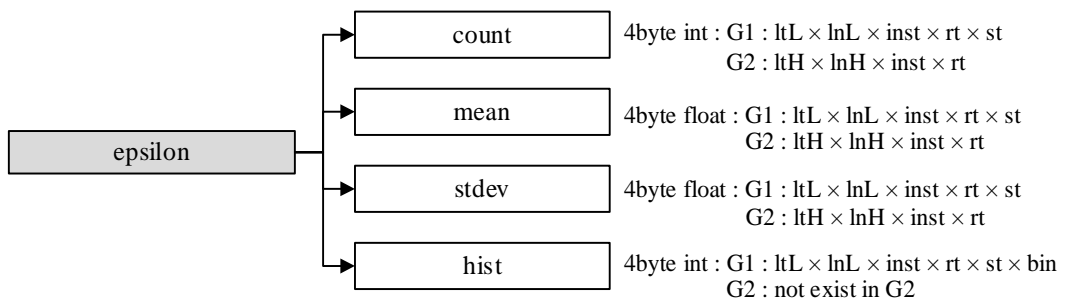 count
4byte int : G1 : ltL × lnL × inst × rt × st
G2 : ltH × lnH × inst × rt
mean
4byte float : G1 : ltL × lnL × inst × rt × st
G2 : ltH × lnH × inst × rt
epsilon
stdev
4byte float : G1 : ltL × lnL × inst × rt × st
G2 : ltH × lnH × inst × rt
hist
4byte int : G1 : ltL × lnL × inst × rt × st × bin
G2 : not exist in G2